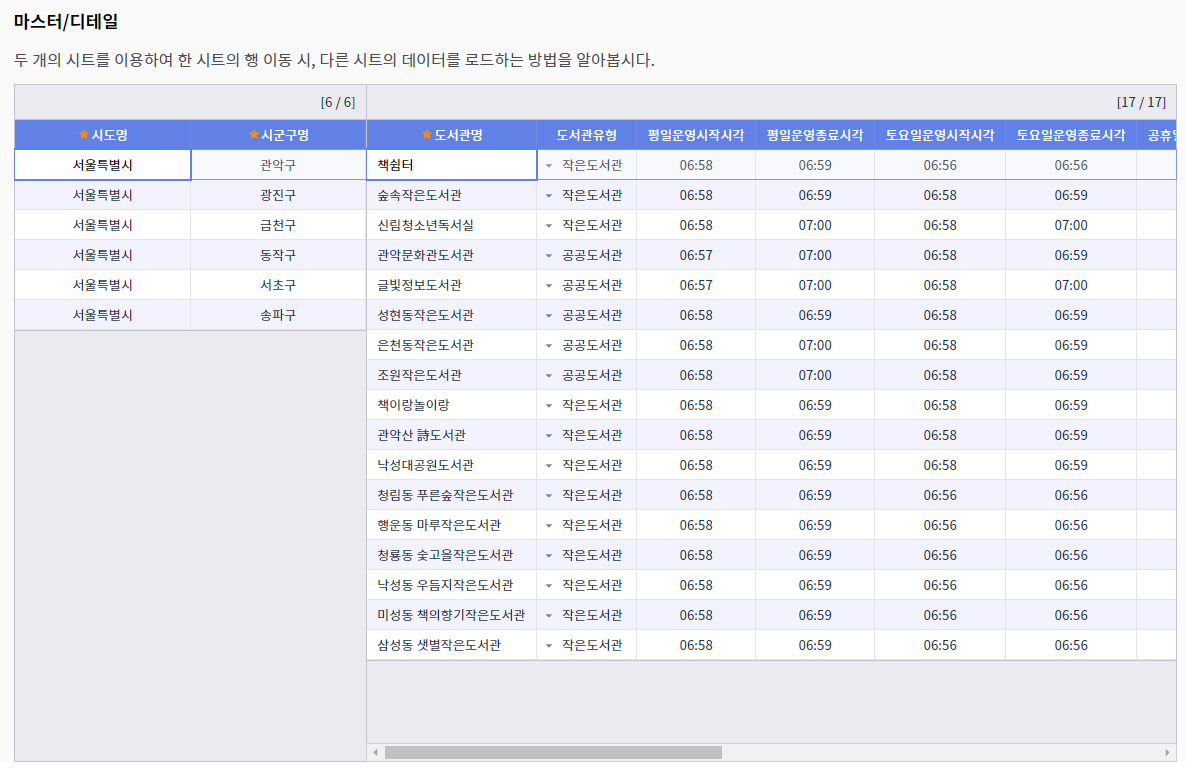 마스터/디테일
두 개의 시트를 이용하여 한 시트의 행 이동 시, 다른 시트의 데이터를 로드하는 방법을 알아봅시다.
[6 / 6]
시도명 시군구명
서울특별시 관악구
서울특별시 광진구
서울특별시 금천구
서울특별시 동작구
서울특별시 서초구
서울특별시 송파구
[17 / 17]
도서관명 도서관유형 평일운영시작시각 평일운영종료시각 토요일운영시작시각 토요일운영종료시각 공휴
책쉼터 작은도서관 06:58 06:59 06:56 06:56
숲속작은도서관 작은도서관 06:58 06:59 06:58 06:59
신림청소년독서실 작은도서관 06:58 07:00 06:58 07:00
관악문화관도서관 공공도서관 06:57 07:00 06:58 06:59
글빛정보도서관 공공도서관 06:57 07:00 06:58 07:00
성현동작은도서관 공공도서관 06:58 06:59 06:58 06:59
은천동작은도서관 공공도서관 06:58 07:00 06:58 06:59
조원작은도서관 공공도서관 06:58 07:00 06:58 06:59
책이랑놀이랑 작은도서관 06:58 06:59 06:58 06:59
관악산 詩도서관 작은도서관 06:58 06:59 06:58 06:59
낙성대공원도서관 작은도서관 06:58 06:59 06:58 06:59
청림동 푸른숲작은도서관 작은도서관 06:58 06:59 06:56 06:56
행운동 마루작은도서관 작은도서관 06:58 06:59 06:56 06:56
청룡동 숯고을작은도서관 작은도서관 06:58 06:59 06:56 06:56
낙성동 우듬지작은도서관 작은도서관 06:58 06:59 06:56 06:56
미성동 책의향기작은도서관 작은도서관 06:58 06:59 06:56 06:56
삼성동 샛별작은도서관 작은도서관 06:58 06:59 06:56 06:56